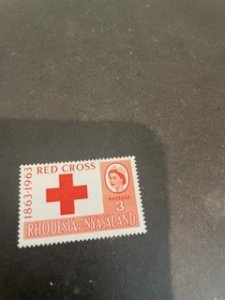 1863-1963
RED CROSS
POSTAGE
3d
RHODESIA & NYASALAND